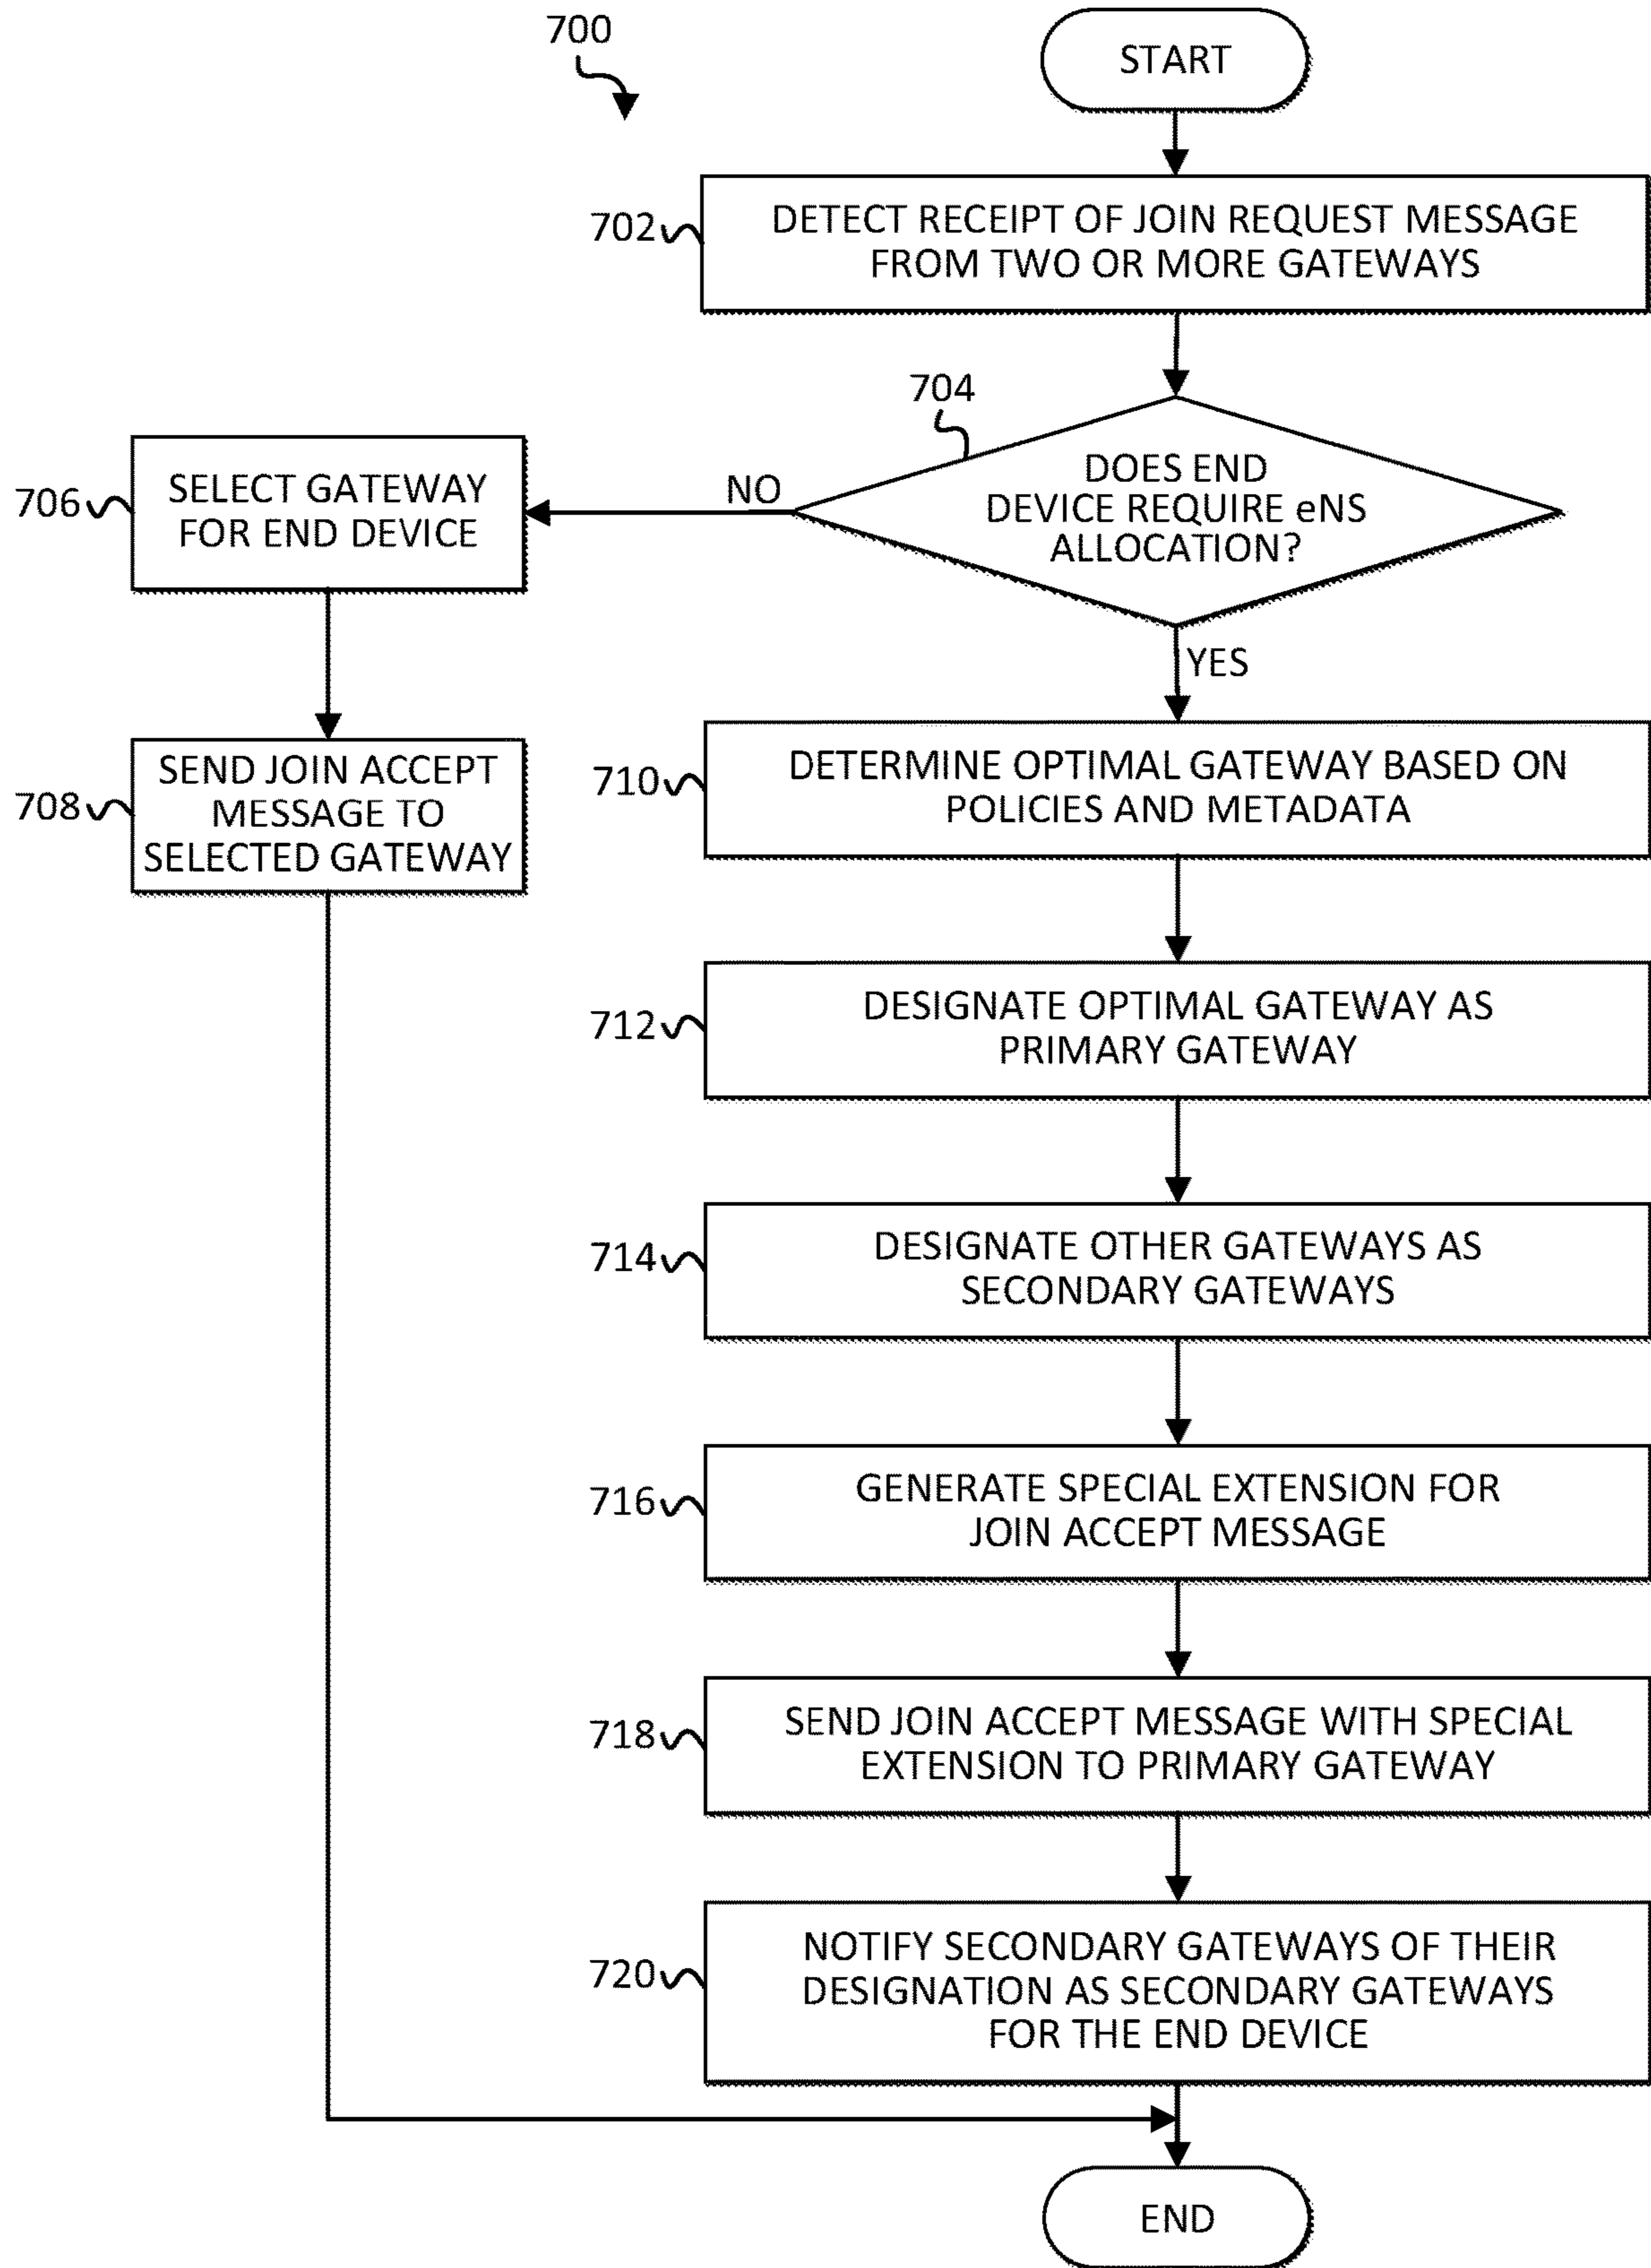 700
START
702
DETECT RECEIPT OF JOIN REQUEST MESSAGE
FROM TWO OR MORE GATEWAYS
704
DOES END
DEVICE REQUIRE eNS
ALLOCATION?
NO
706
SELECT GATEWAY
FOR END DEVICE
708
SEND JOIN ACCEPT
MESSAGE TO
SELECTED GATEWAY
YES
710
DETERMINE OPTIMAL GATEWAY BASED ON
POLICIES AND METADATA
712
DESIGNATE OPTIMAL GATEWAY AS
PRIMARY GATEWAY
714
DESIGNATE OTHER GATEWAYS AS
SECONDARY GATEWAYS
716
GENERATE SPECIAL EXTENSION FOR
JOIN ACCEPT MESSAGE
718
SEND JOIN ACCEPT MESSAGE WITH SPECIAL
EXTENSION TO PRIMARY GATEWAY
720
NOTIFY SECONDARY GATEWAYS OF THEIR
DESIGNATION AS SECONDARY GATEWAYS
FOR THE END DEVICE
END